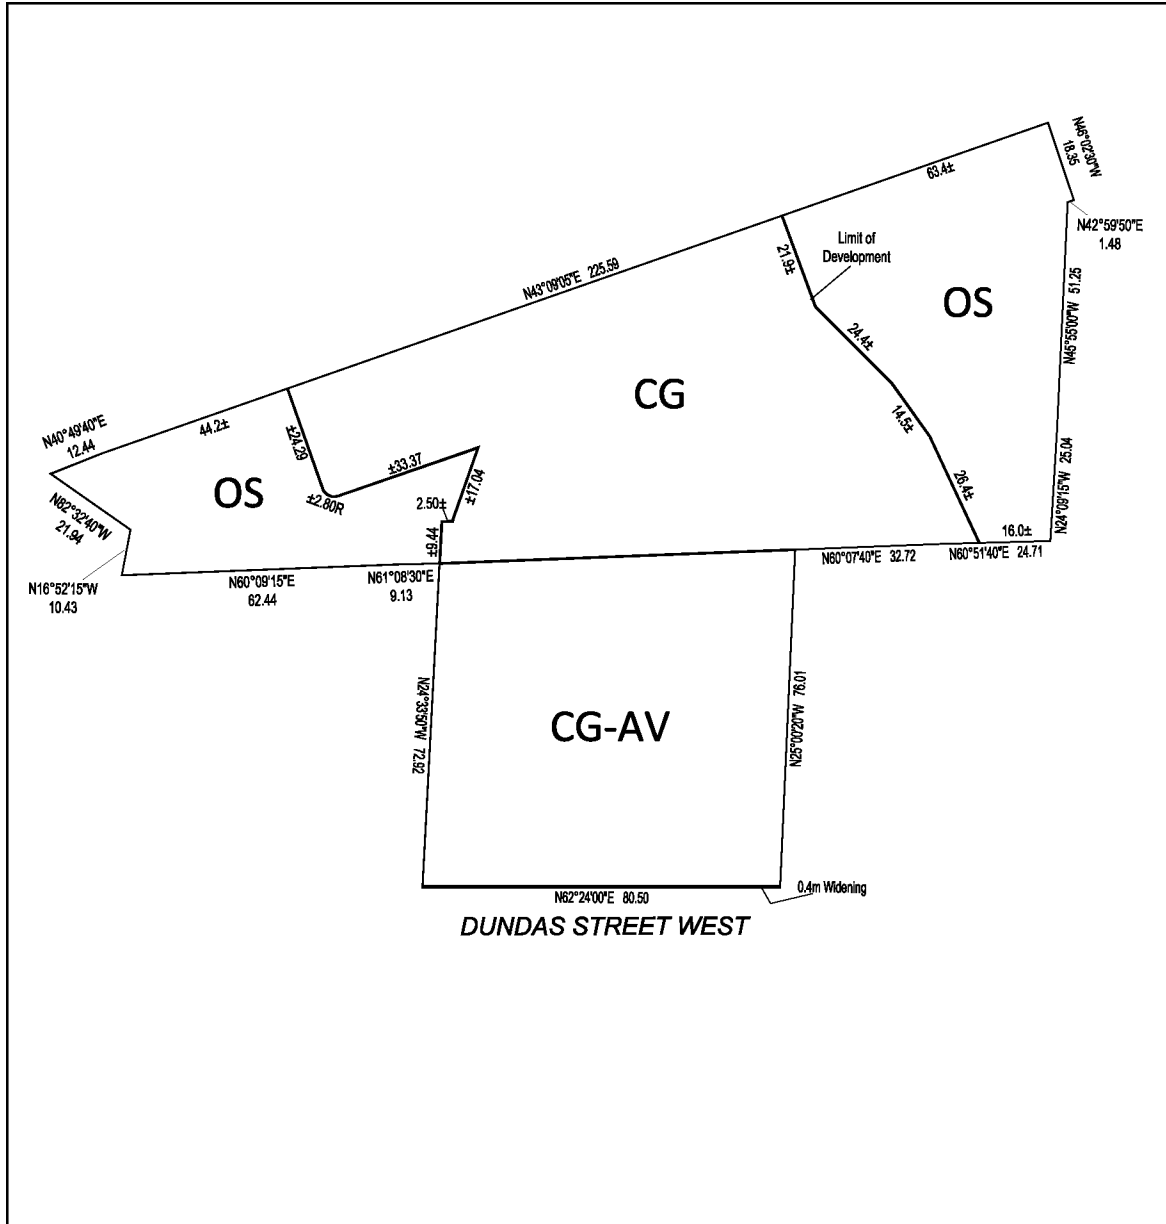 N46°02'30"W
18.35
63.4±
N42°59'50"E
1.48
Limit of
Development
21.9±
N43°09'05"E 225.59
OS
N45°55'00"W 51.25
24.4±
CG
14.5±
N40°49'40"E
12.44
44.2±
±24.29
±33.37
±17.04
OS
±2.80R
2.50±
N82°32'40"W
21.94
26.4±
N24°09'15"W 25.04
16.0±
±9.44
N60°07'40"E 32.72
N60°51'40"E 24.71
N16°52'15"W
10.43
N60°09'15"E
62.44
N61°08'30"E
9.13
N24°33'50"W 72.92
N25°00'20"W 76.01
CG-AV
0.4m Widening
N62°24'00"E 80.50
DUNDAS STREET WEST